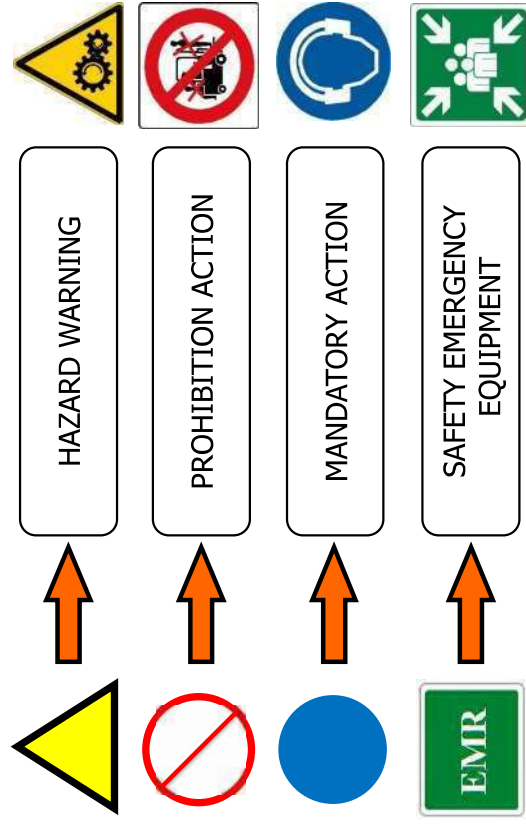 HAZARD WARNING
PROHIBITION ACTION
MANDATORY ACTION
EMR
SAFETY EMERGENCY
EQUIPMENT